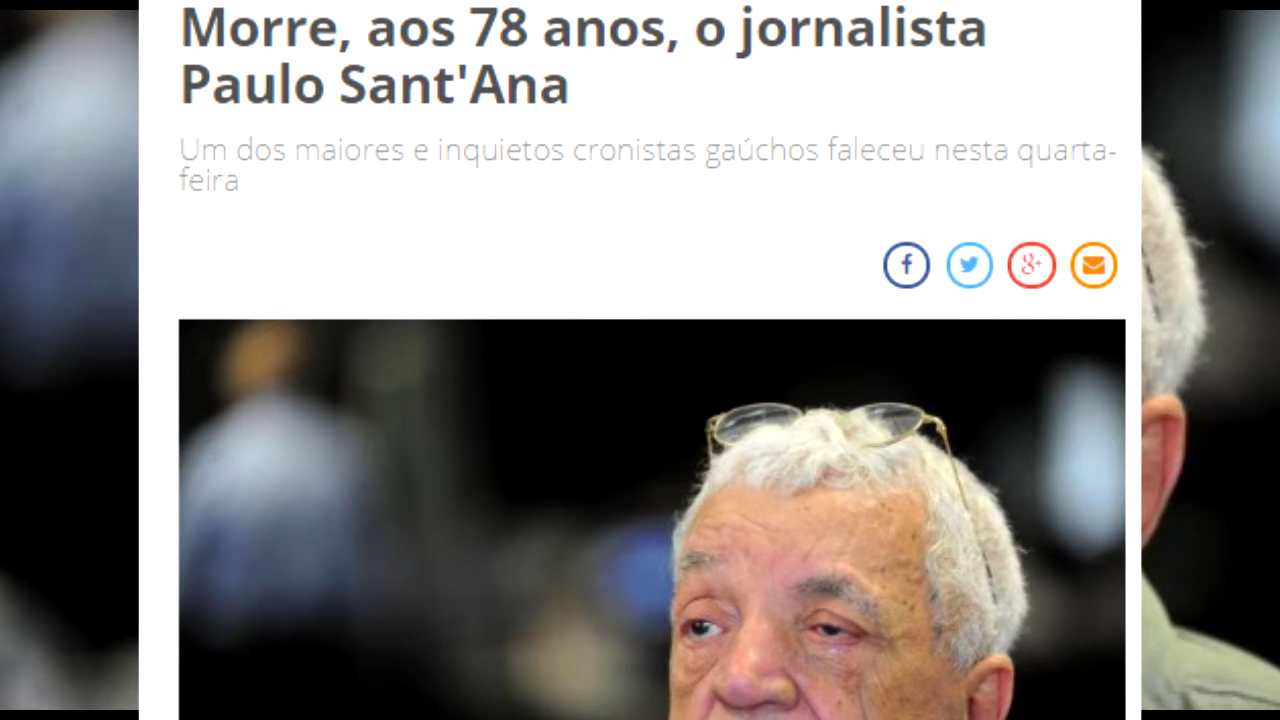 Morre, aos 78 anos, o jornalista
Paulo Sant'Ana
Um dos maiores e inquietos cronistas gaúchos faleceu nesta quarta-
feira